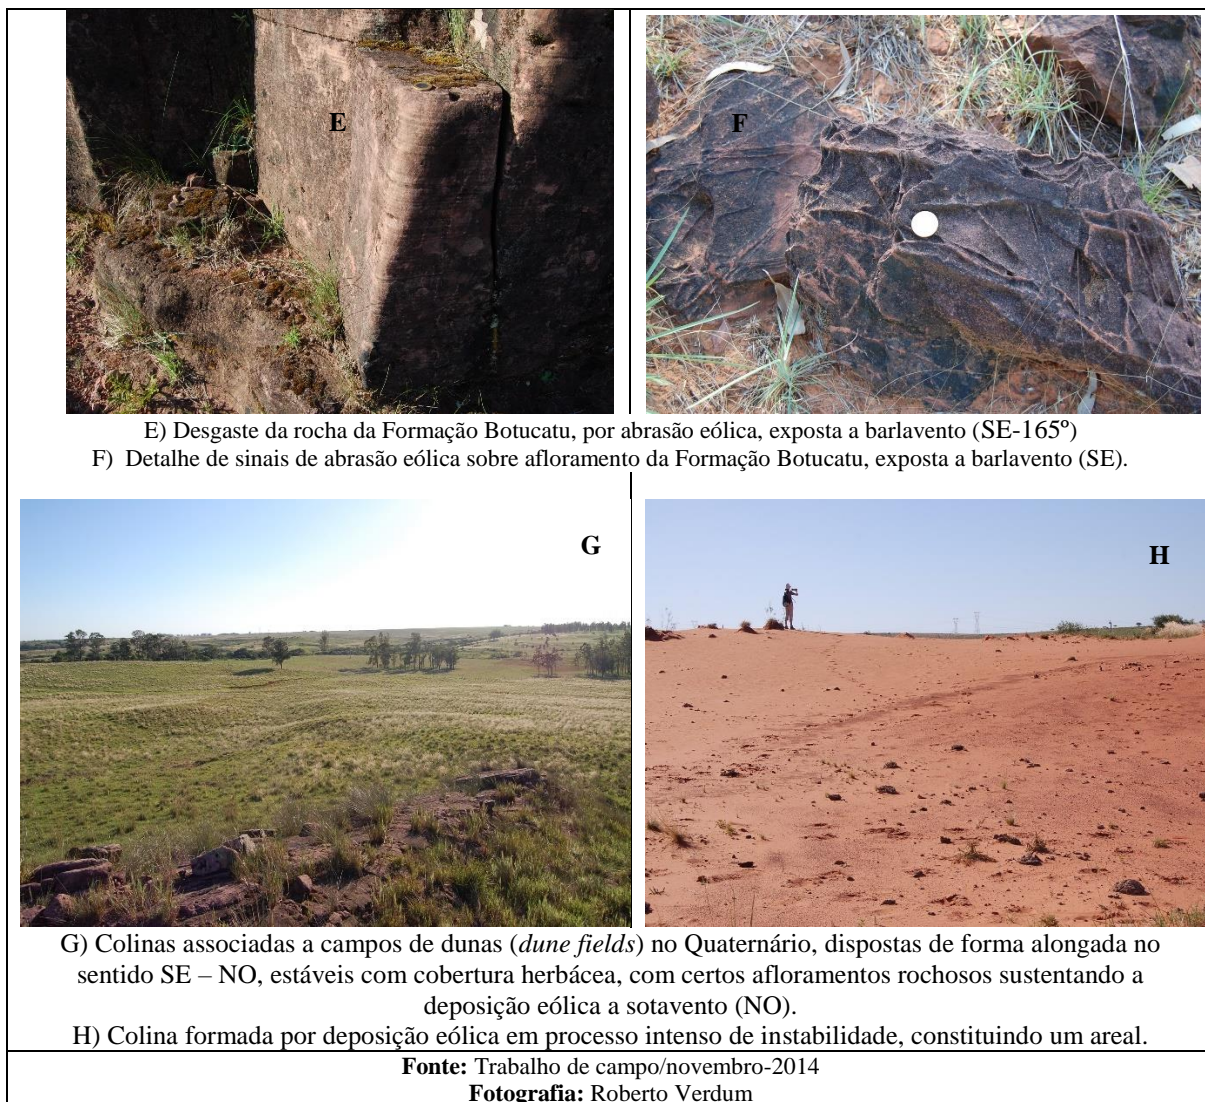 E
F
E) Desgaste da rocha da Formação Botucatu, por abrasão eólica, exposta a barlavento (SE-165º)
F) Detalhe de sinais de abrasão eólica sobre afloramento da Formação Botucatu, exposta a barlavento (SE).
G
H
G) Colinas associadas a campos de dunas (dune fields) no Quaternário, dispostas de forma alongada no
sentido SE – NO, estáveis com cobertura herbácea, com certos afloramentos rochosos sustentando a
deposição eólica a sotavento (NO).
H) Colina formada por deposição eólica em processo intenso de instabilidade, constituindo um areal.
Fonte: Trabalho de campo/novembro-2014
Fotografia: Roberto Verdum